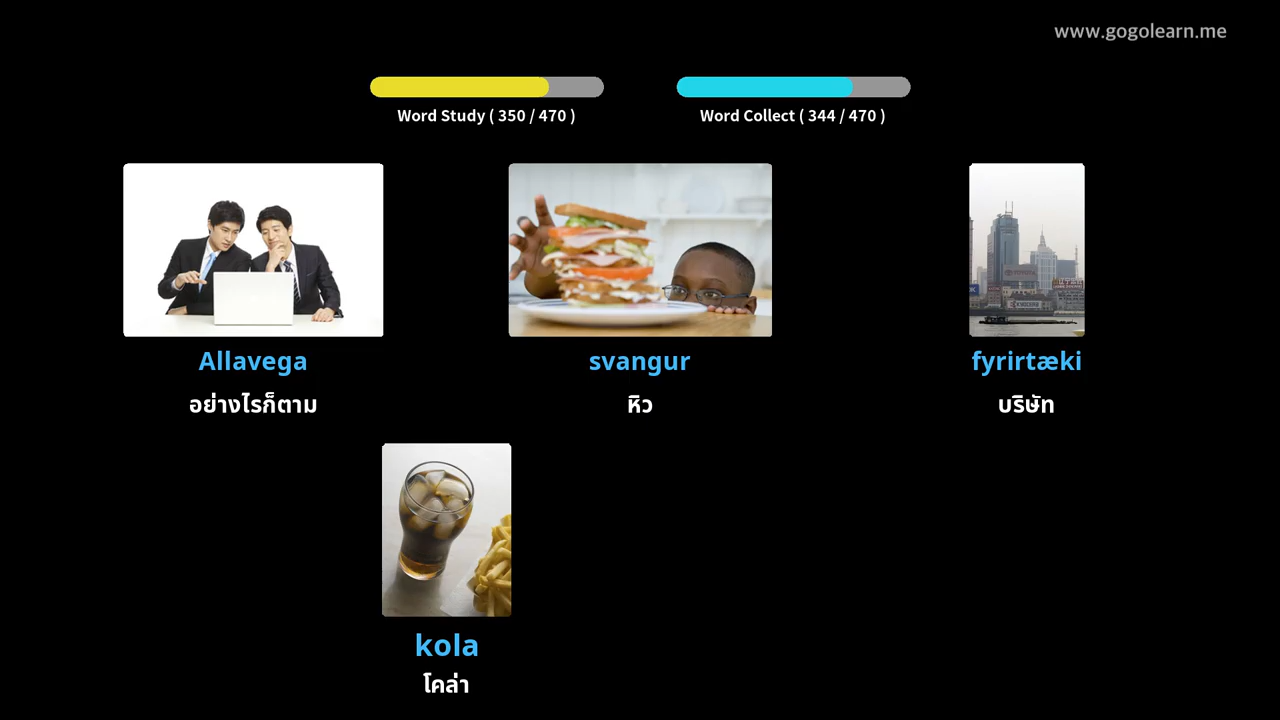 www.gogolearn.me
Word Study ( 350 / 470 )
Word Collect ( 344 / 470 )
Allavega
อย่างไรก็ตาม
svangur
หิว
TOYOTA
fyrirtæki
บริษัท
kola
โคล่า